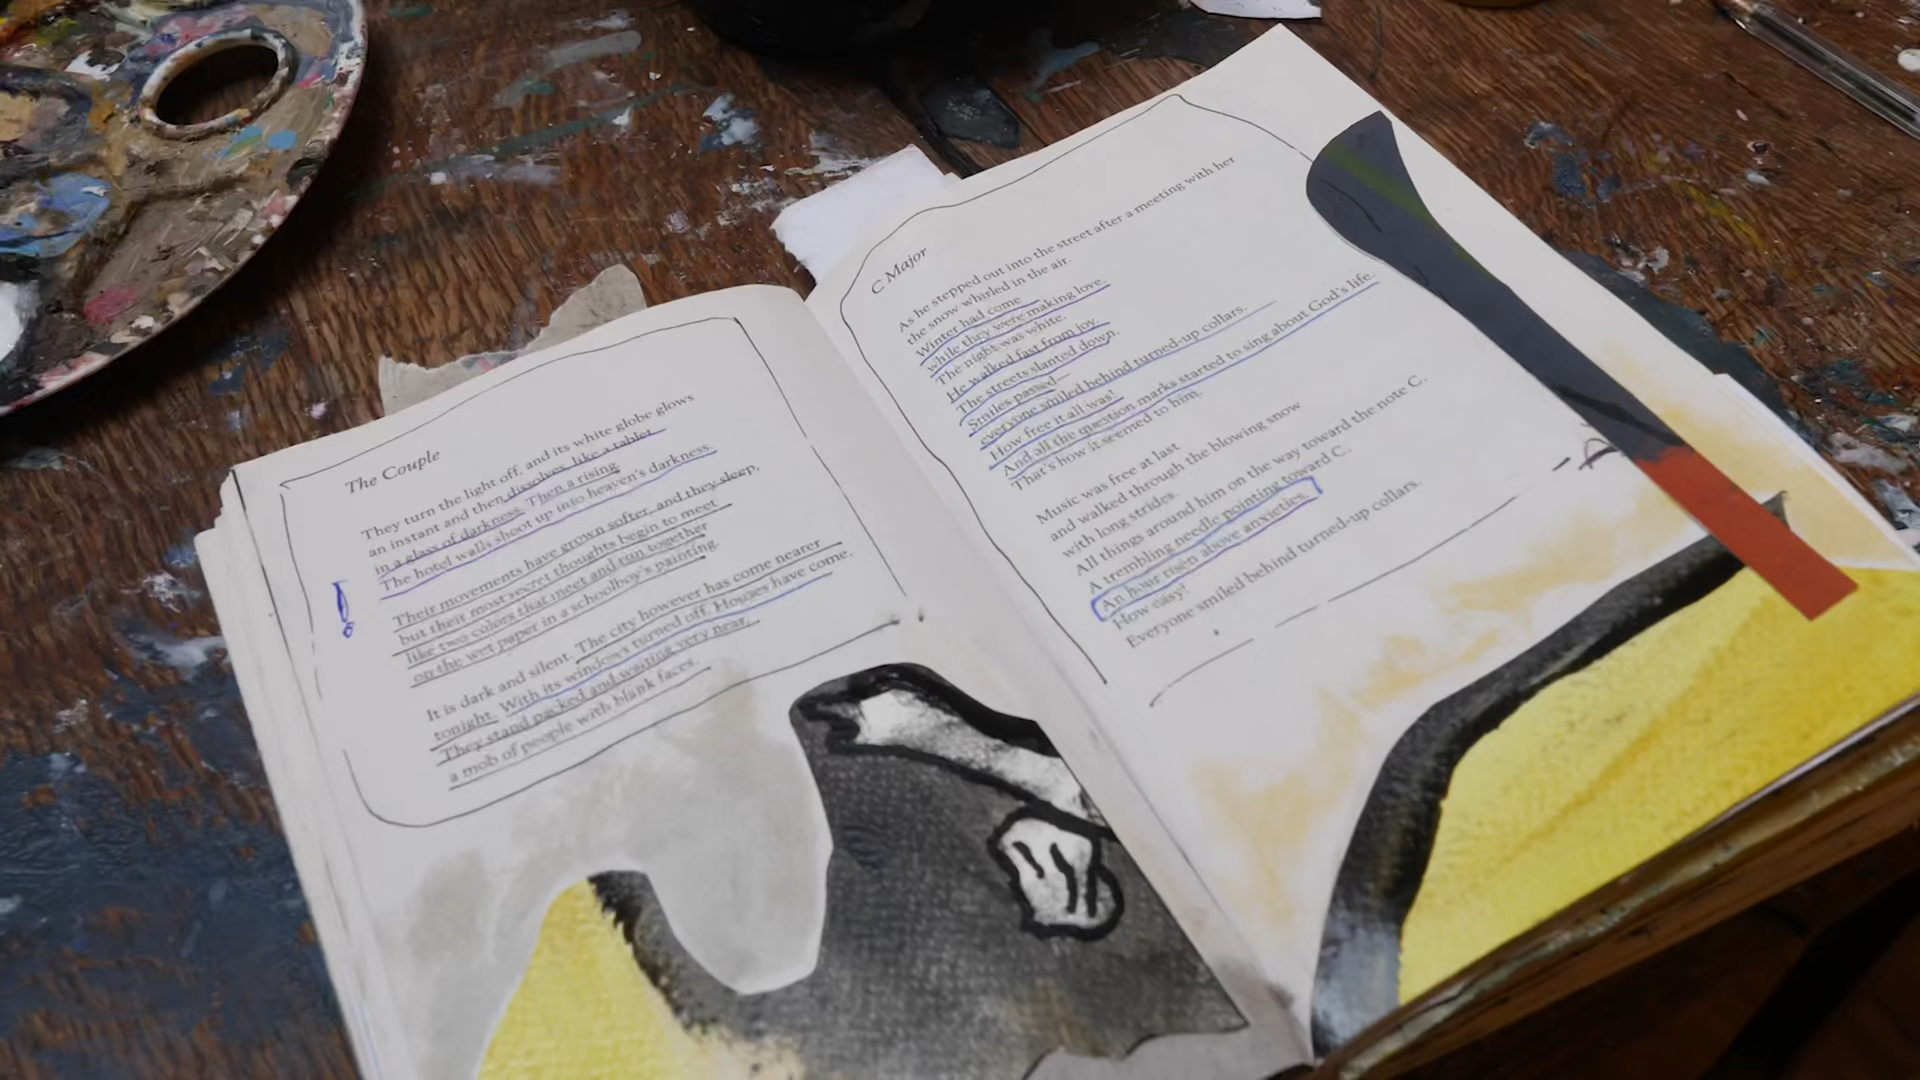 The Couple
They turn the light off, and its white globe glows
an instant and then dissolves, like a tablet
in a glass of darkness. Then a rising.
The hotel walls shoot up into heaven's darkness.
Their movements have grown softer, and they sleep,
but their most secret thoughts begin to meet
like two colors that meet and run together
on the wet paper in a schoolboy's painting.
It is dark and silent. The city however has come nearer
tonight. With its windows turned off. Houses have come.
They stand packed and waiting very near,
a mob of people with blank faces.
C Major
As he stepped out into the street after a meeting with her
the snow whirled in the air.
Winter had come
while they were making love.
The night was white.
He walked fast from joy.
The streets slanted down.
Smiles passed—
everyone smiled behind turned-up collars.
How free it all was!
And all the question marks started to sing about God's life.
That's how it seemed to him.
Music was free at last
and walked through the blowing snow
with long strides.
All things around him on the way toward the note C.
A trembling needle pointing toward C.
An hour risen above anxieties.
How easy!
Everyone smiled behind turned-up collars.